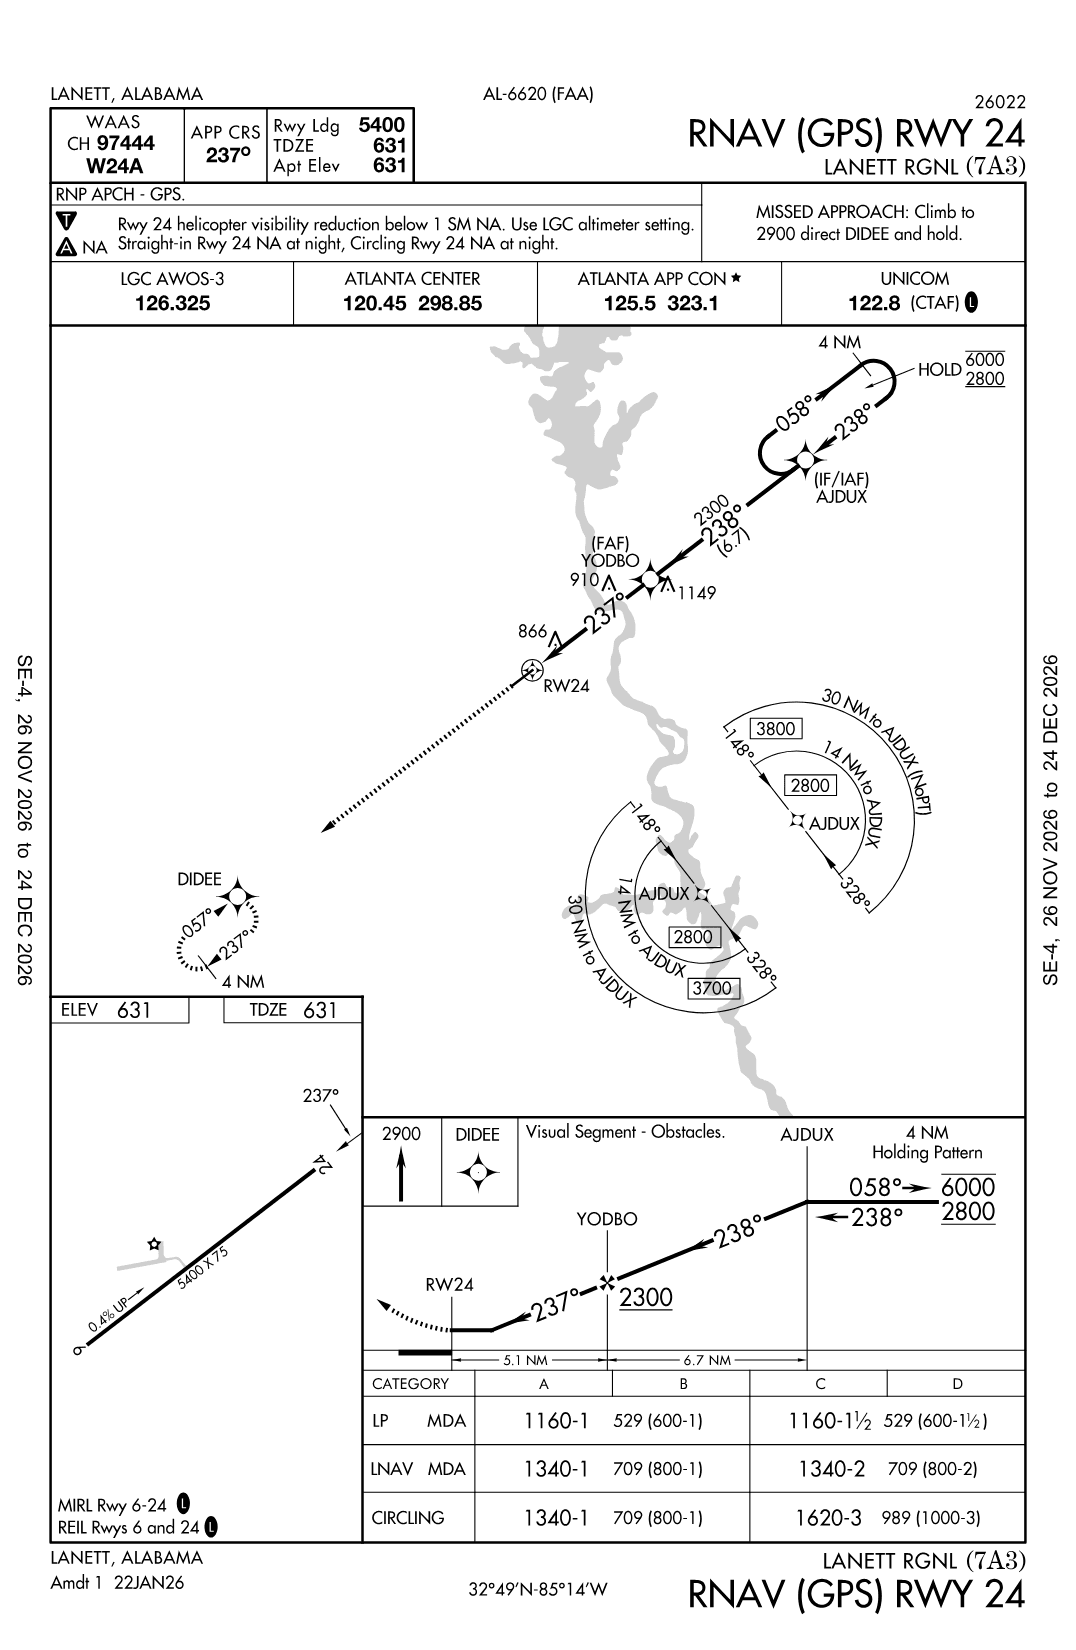 LANETT, ALABAMA
AL-6620 (FAA)
26022
WAAS
CH 97444
W24A
APP CRS
237°
Rwy Ldg 5400
TDZE 631
Apt Elev 631
RNAV (GPS) RWY 24
LANETT RGNL (7A3)
RNP APCH - GPS.
T
A NA
Rwy 24 helicopter visibility reduction below 1 SM NA. Use LGC altimeter setting.
Straight-in Rwy 24 NA at night, Circling Rwy 24 NA at night.
MISSED APPROACH: Climb to
2900 direct DIDEE and hold.
LGC AWOS-3
126.325
ATLANTA CENTER
120.45 298.85
ATLANTA APP CON ★
125.5 323.1
UNICOM
122.8 (CTAF) L
4 NM
HOLD 6000
2800
058°
238°
(IF/IAF)
AJDUX
2300
238°
(6.7)
(FAF)
YODBO
910
1149
237°
866
RW24
30 NM to AJDUX (NoPT)
3800
148°
14 NM to AJDUX
2800
AJDUX
328°
148°
AJDUX
14 NM to AJDUX
30 NM to AJDUX
2800
328°
3700
DIDEE
057°
237°
4 NM
SE-4, 26 NOV 2026 to 24 DEC 2026
SE-4, 26 NOV 2026 to 24 DEC 2026
ELEV 631
TDZE 631
237°
24
5400 X 75
0.4% UP
6
MIRL Rwy 6-24 L
REIL Rwys 6 and 24 L
2900
DIDEE
Visual Segment - Obstacles.
AJDUX
4 NM
Holding Pattern
058°
6000
238°
2800
YODBO
238°
RW24
237°
2300
5.1 NM
6.7 NM
CATEGORY A B C D
LP MDA 1160-1 529 (600-1) 1160-1½ 529 (600-1½)
LNAV MDA 1340-1 709 (800-1) 1340-2 709 (800-2)
CIRCLING 1340-1 709 (800-1) 1620-3 989 (1000-3)
LANETT, ALABAMA
Amdt 1 22JAN26
32°49'N-85°14'W
LANETT RGNL (7A3)
RNAV (GPS) RWY 24